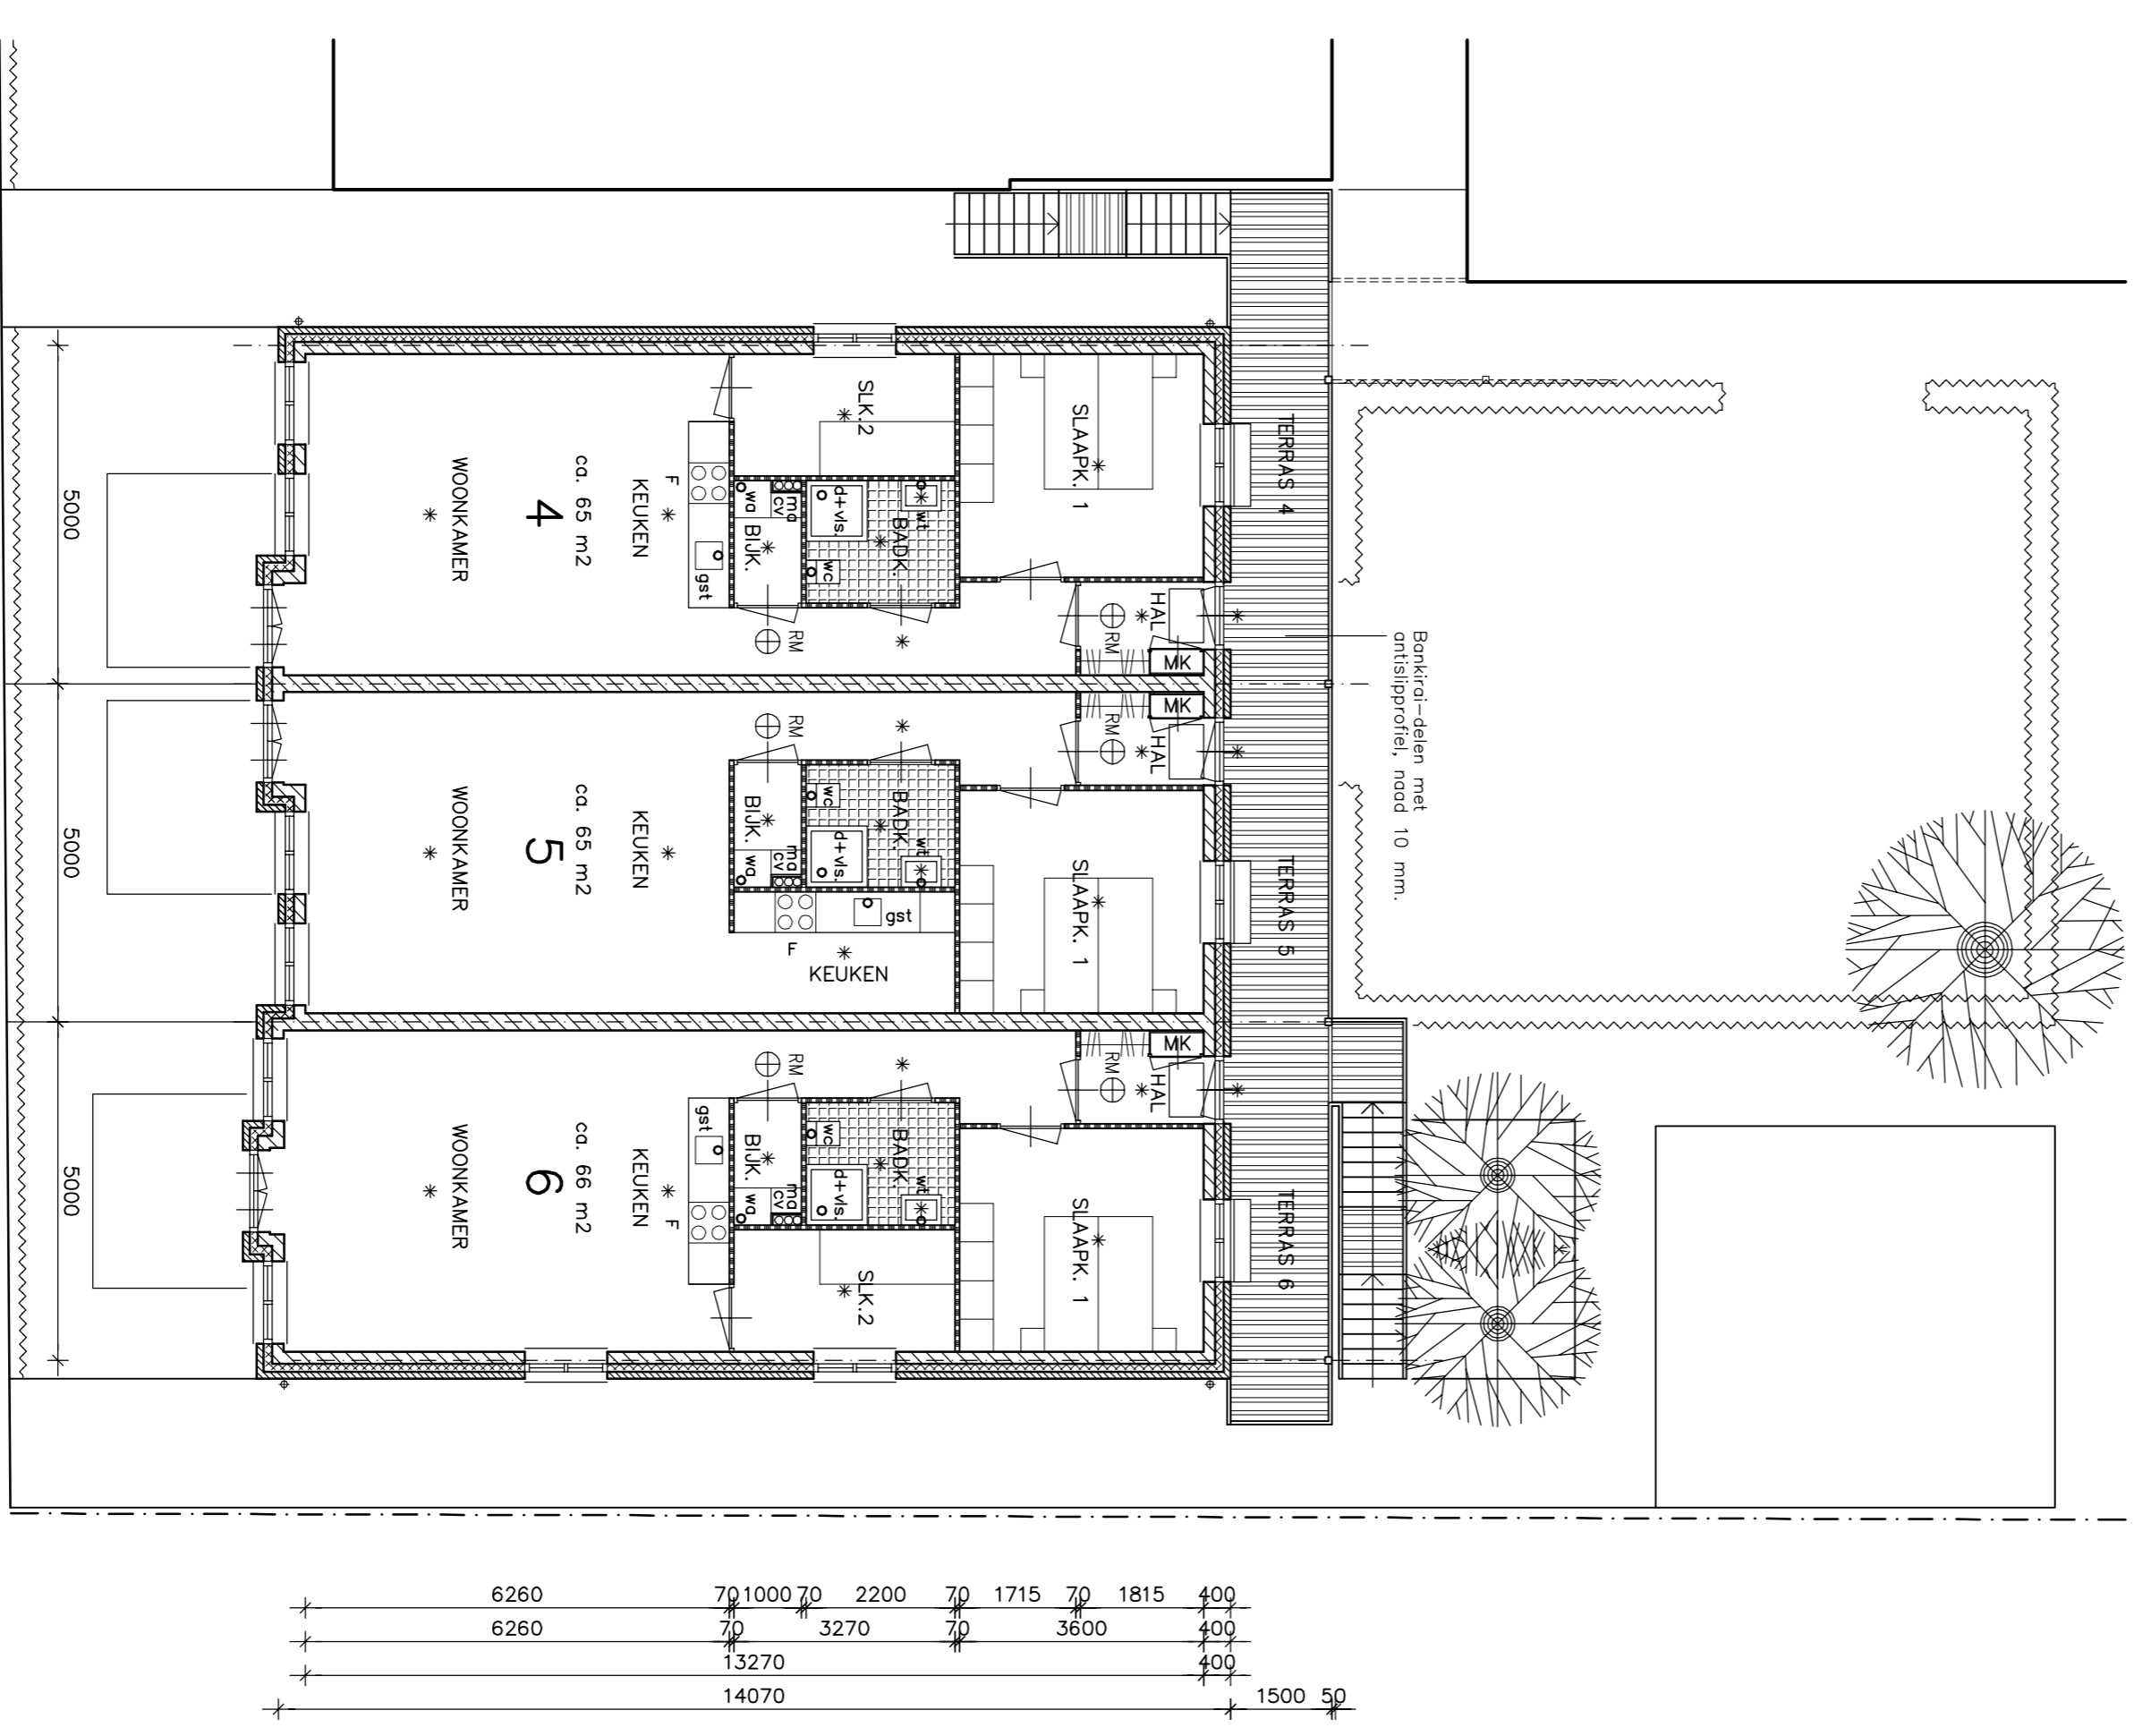 SLK.2
SLAAPK. 1
TERRAS 4
WOONKAMER
4
ca. 65 m2
KEUKEN
F
gst
wa
BIJK.
ma
cv
d+vls.
wt
BADK.
wc
RM
HAL
RM
MK
5000
Bankirai-delen met
antislipprofiel, naad 10 mm.
MK
RM
HAL
RM
WOONKAMER
5
ca. 65 m2
KEUKEN
BIJK.
wa
ma
cv
wc
BADK.
d+vls.
wt
gst
F
KEUKEN
SLAAPK. 1
TERRAS 5
5000
MK
RM
HAL
RM
WOONKAMER
6
ca. 66 m2
KEUKEN
F
gst
BIJK.
wa
ma
cv
wc
BADK.
d+vls.
wt
SLK.2
SLAAPK. 1
TERRAS 6
5000
6260 70 1000 70 2200 70 1715 70 1815 400
6260 70 3270 70 3600 400
13270 400
14070 1500 50